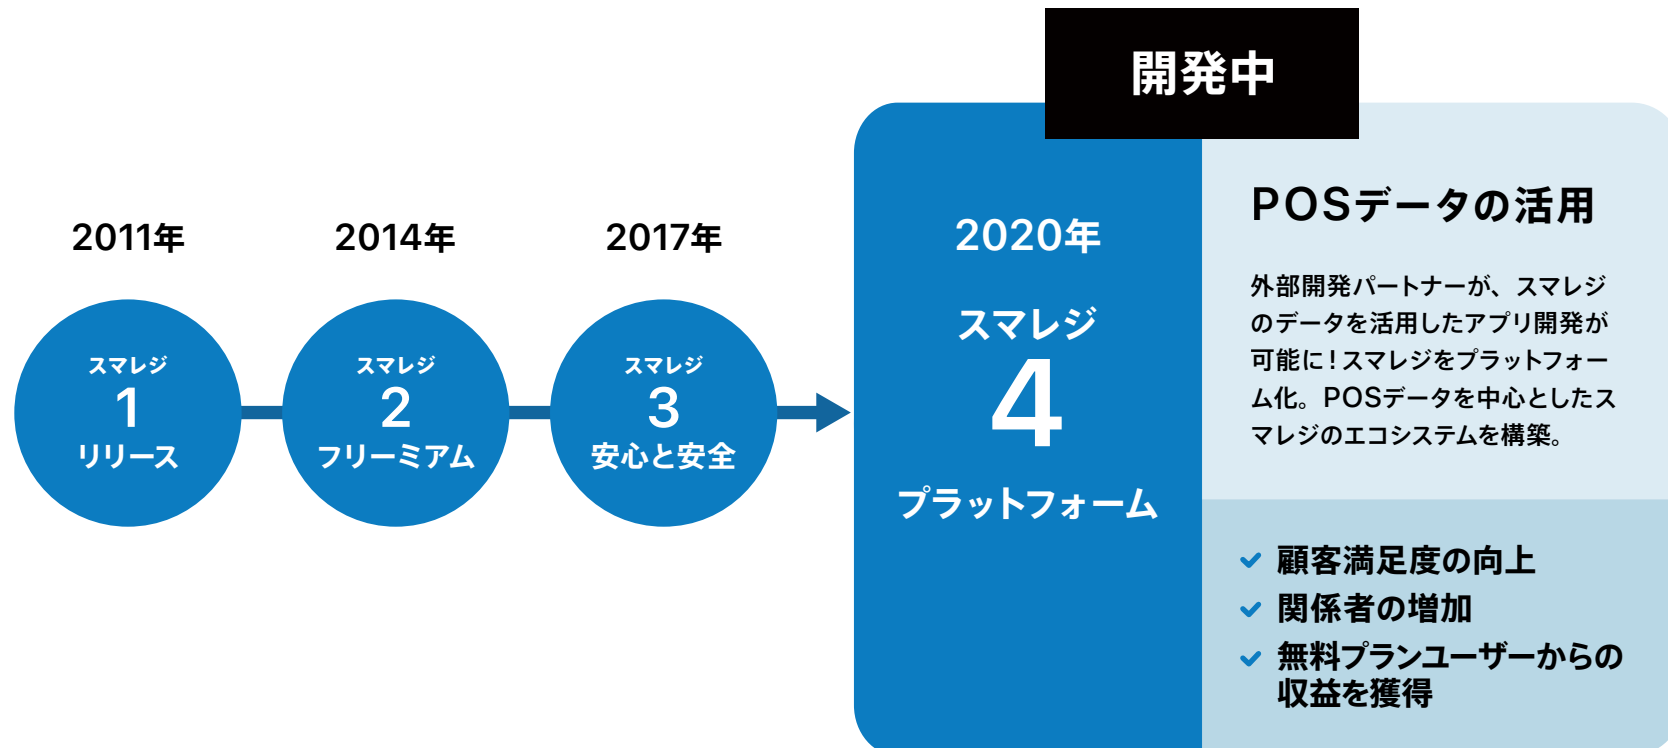 開発中
2011年
スマレジ
1
リリース
2014年
スマレジ
2
フリーミアム
2017年
スマレジ
3
安心と安全
2020年
スマレジ
4
プラットフォーム
POSデータの活用
外部開発パートナーが、スマレジ
のデータを活用したアプリ開発が
可能に！スマレジをプラットフォー
ム化。POSデータを中心としたス
マレジのエコシステムを構築。
顧客満足度の向上
関係者の増加
無料プランユーザーからの
収益を獲得